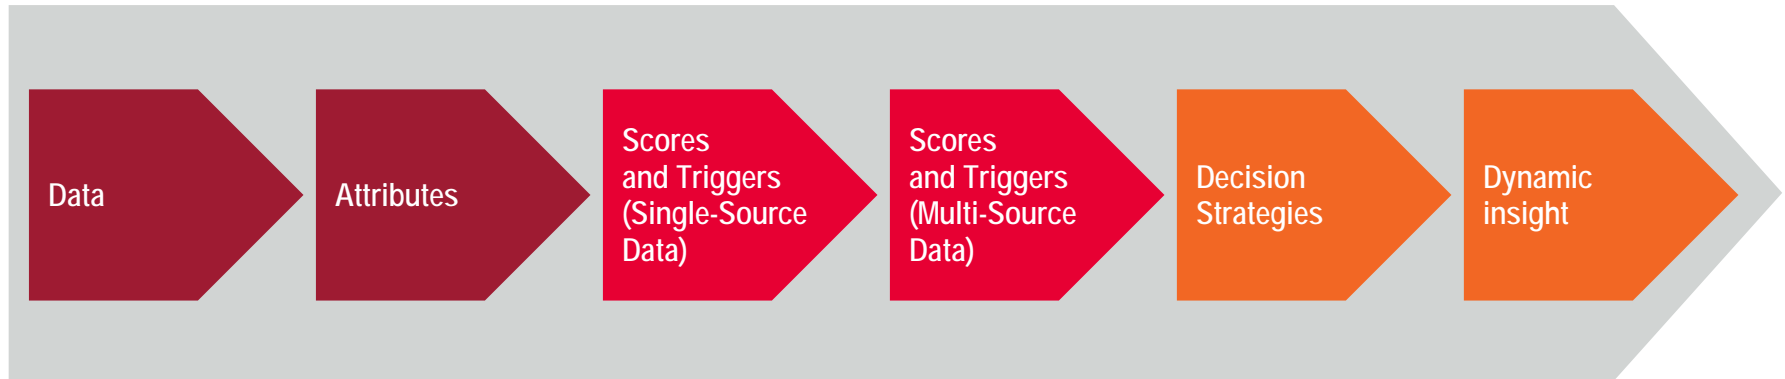 Data
Attributes
Scores
and Triggers
(Single-Source
Data)
Scores
and Triggers
(Multi-Source
Data)
Decision
Strategies
Dynamic
insight